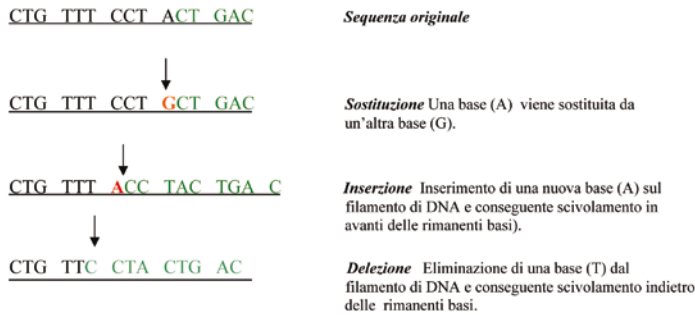 CTG TTT CCT ACT GAC
Sequenza originale
CTG TTT CCT GCT GAC
Sostituzione Una base (A) viene sostituita da
un'altra base (G).
CTG TTT ACC TAC TGA C
Inserzione Inserimento di una nuova base (A) sul
filamento di DNA e conseguente scivolamento in
avanti delle rimanenti basi).
CTG TTC CTA CTG AC
Delezione Eliminazione di una base (T) dal
filamento di DNA e conseguente scivolamento indietro
delle rimanenti basi.